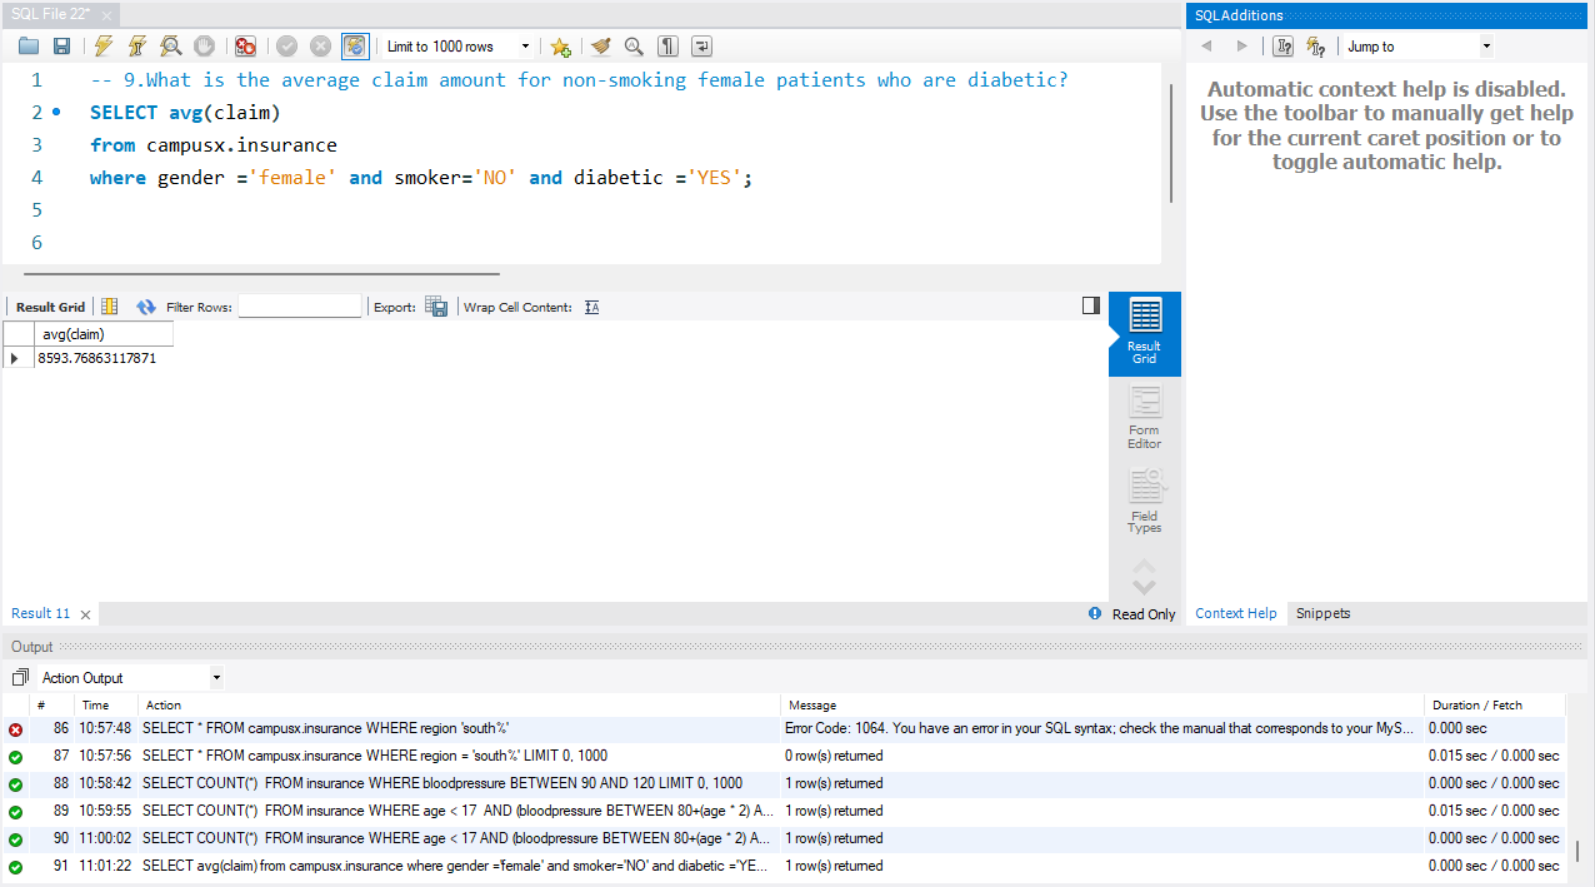 SQL File 22*
SQLAdditions
Limit to 1000 rows
Jump to
1 -- 9.What is the average claim amount for non-smoking female patients who are diabetic?
2 SELECT avg(claim)
3 from campusx.insurance
4 where gender ='female' and smoker='NO' and diabetic ='YES';
5
6
Automatic context help is disabled.
Use the toolbar to manually get help
for the current caret position or to
toggle automatic help.
Result Grid Filter Rows: Export: Wrap Cell Content:
avg(claim)
8593.76863117871
Result
Grid
Form
Editor
Field
Types
Result 11
Read Only
Context Help Snippets
Output
Action Output
# Time Action Message Duration / Fetch
86 10:57:48 SELECT * FROM campusx.insurance WHERE region 'south%' Error Code: 1064. You have an error in your SQL syntax; check the manual that corresponds to your MyS... 0.000 sec
87 10:57:56 SELECT * FROM campusx.insurance WHERE region = 'south%' LIMIT 0, 1000 0 row(s) returned 0.015 sec / 0.000 sec
88 10:58:42 SELECT COUNT(*) FROM insurance WHERE bloodpressure BETWEEN 90 AND 120 LIMIT 0, 1000 1 row(s) returned 0.000 sec / 0.000 sec
89 10:59:55 SELECT COUNT(*) FROM insurance WHERE age < 17 AND (bloodpressure BETWEEN 80+(age * 2) A... 1 row(s) returned 0.015 sec / 0.000 sec
90 11:00:02 SELECT COUNT(*) FROM insurance WHERE age < 17 AND (bloodpressure BETWEEN 80+(age * 2) A... 1 row(s) returned 0.000 sec / 0.000 sec
91 11:01:22 SELECT avg(claim) from campusx.insurance where gender ='female' and smoker='NO' and diabetic ='YE... 1 row(s) returned 0.000 sec / 0.000 sec